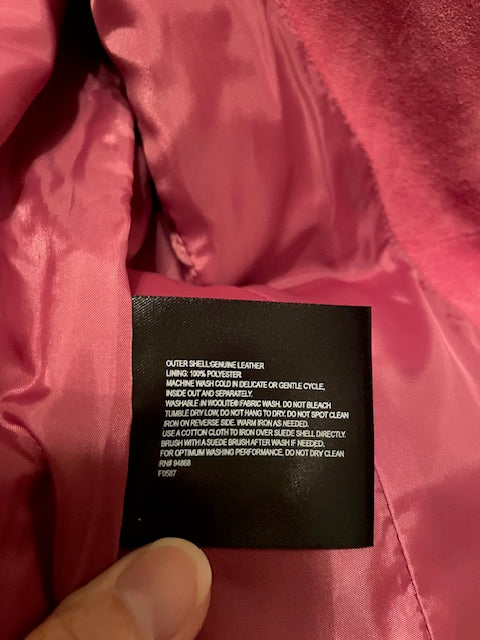 OUTER SHELL:GENUINE LEATHER
LINING: 100% POLYESTER
MACHINE WASH COLD IN DELICATE OR GENTLE CYCLE,
INSIDE OUT AND SEPARATELY.
WASHABLE IN WOOLITE® FABRIC WASH. DO NOT BLEACH
TUMBLE DRY LOW, DO NOT HANG TO DRY. DO NOT SPOT CLEAN
IRON ON REVERSE SIDE. WARM IRON AS NEEDED.
USE A COTTON CLOTH TO IRON OVER SUEDE SHELL DIRECTLY.
BRUSH WITH A SUEDE BRUSH AFTER WASH IF NEEDED.
FOR OPTIMUM WASHING PERFORMANCE, DO NOT DRY CLEAN
RN# 94868
F0587